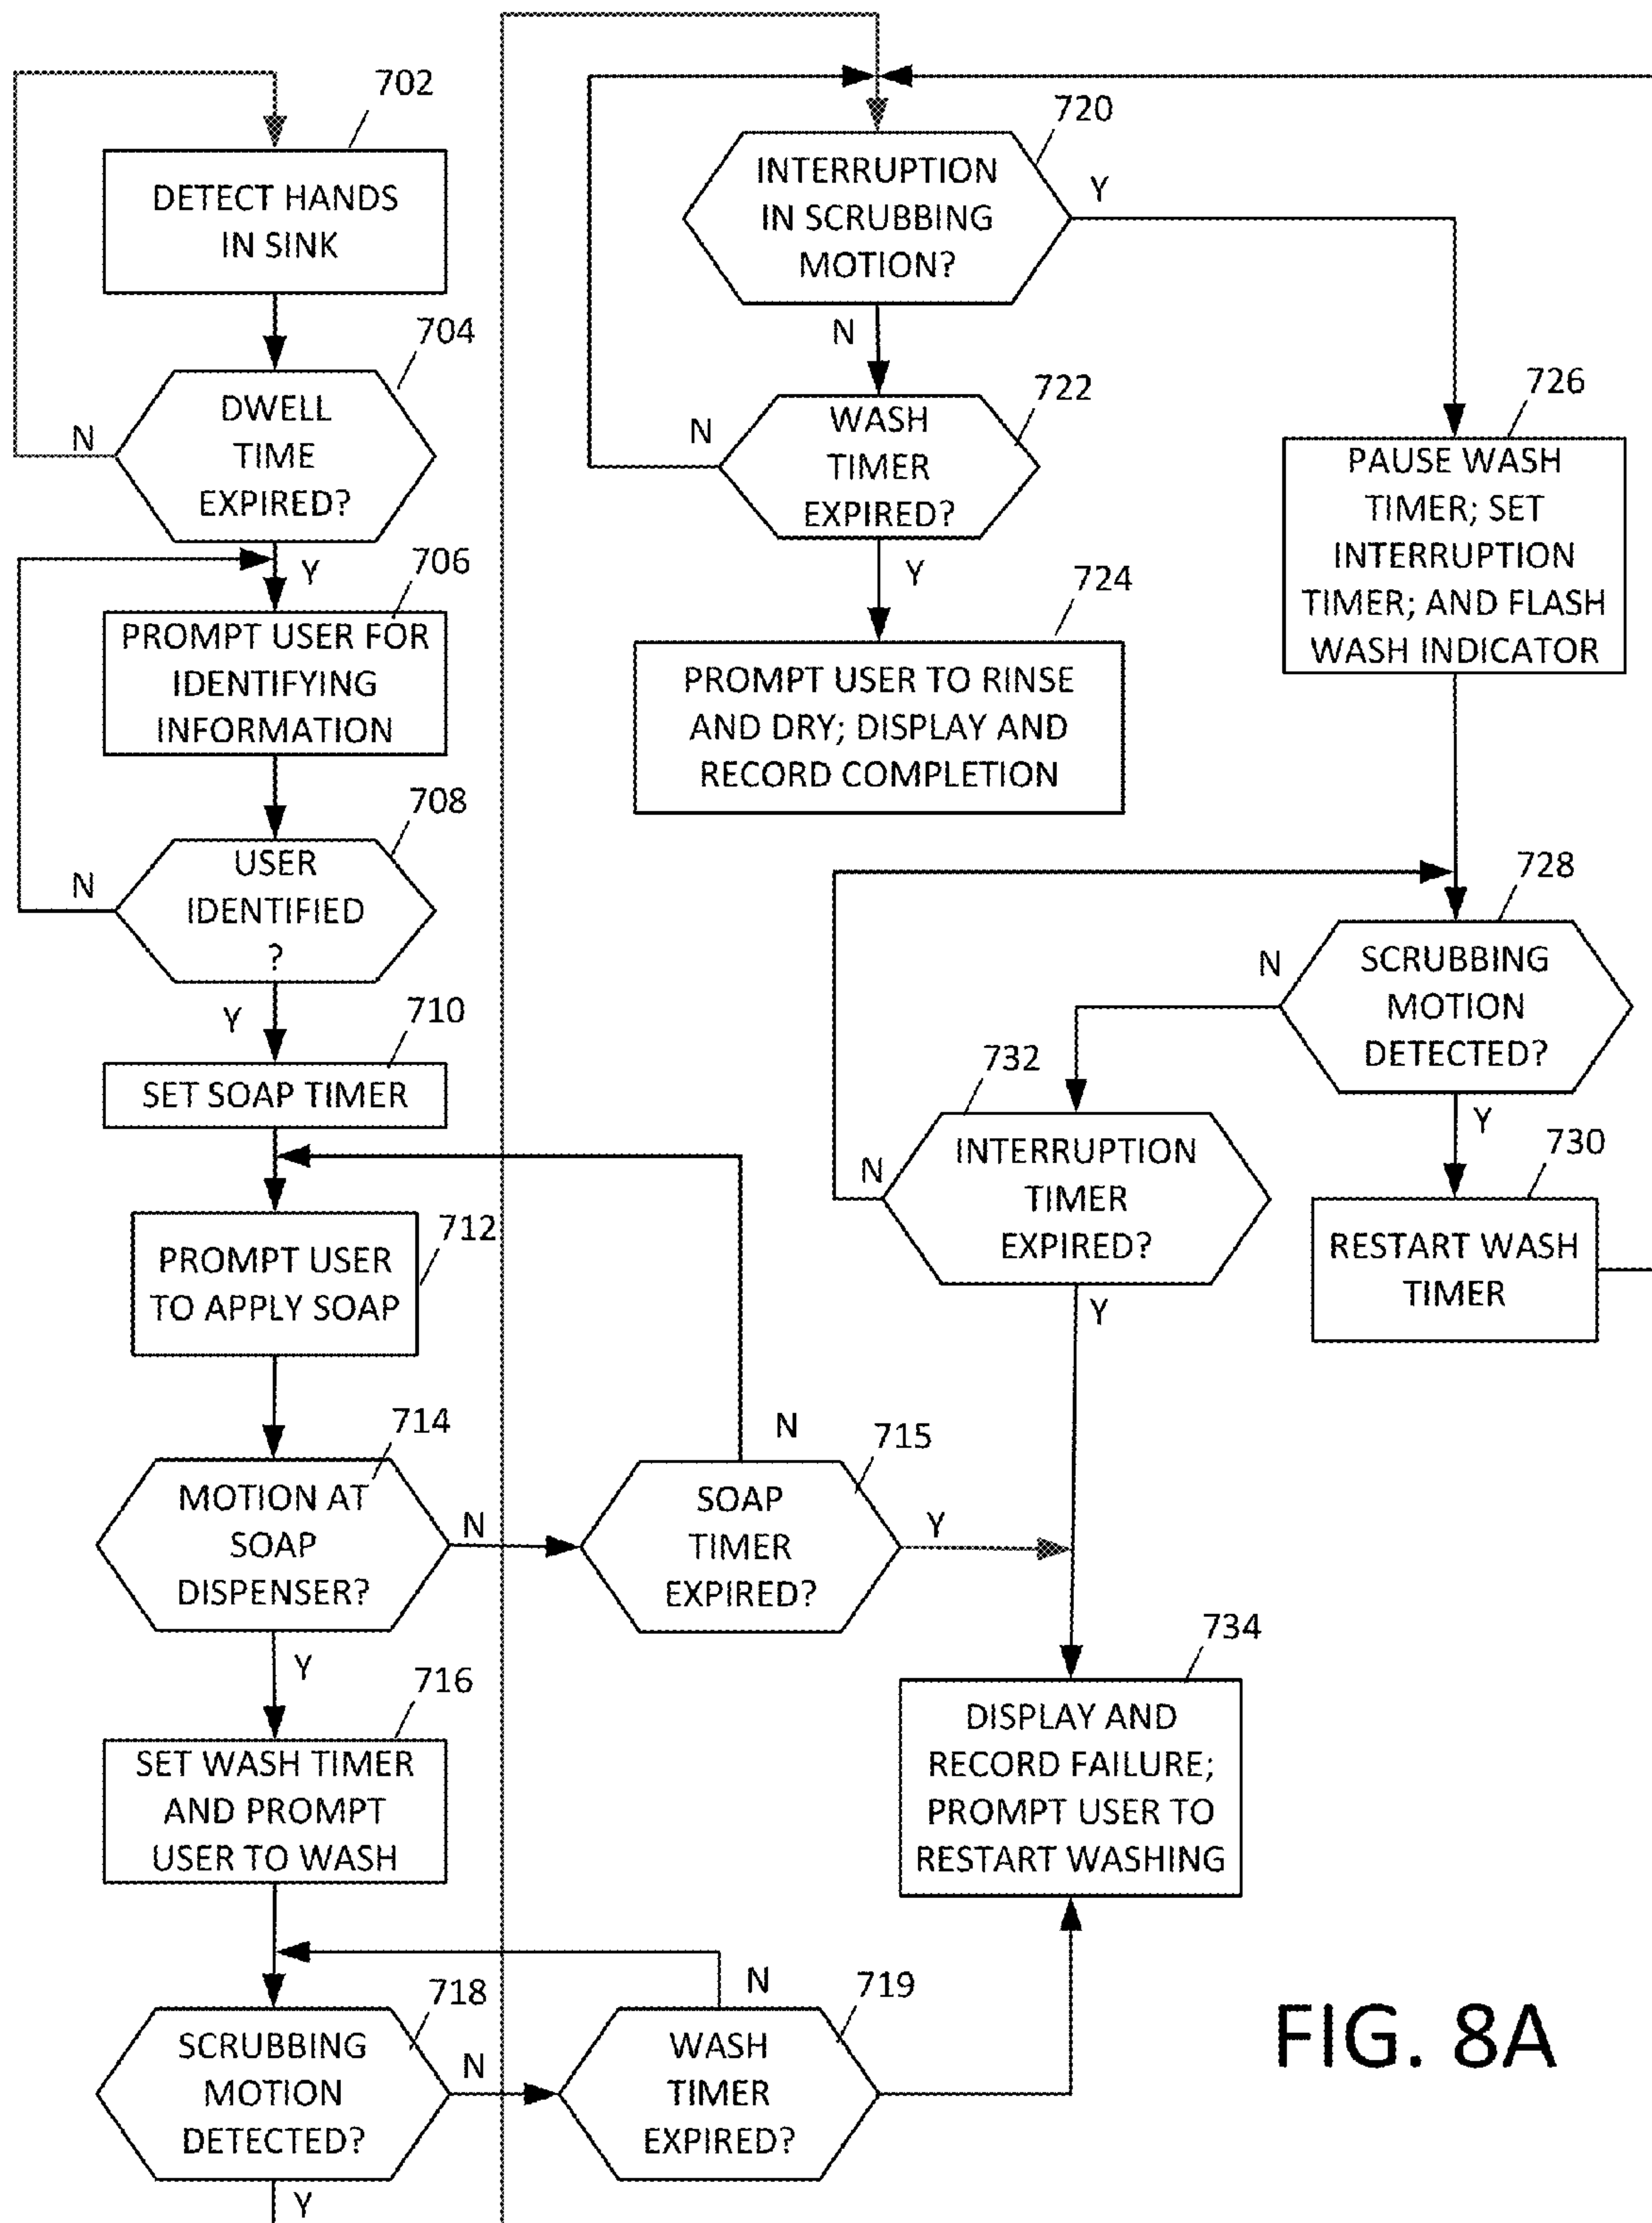 702
DETECT HANDS
IN SINK
704
DWELL
TIME
EXPIRED?
N
Y
706
PROMPT USER FOR
IDENTIFYING
INFORMATION
708
USER
IDENTIFIED
?
N
Y
710
SET SOAP TIMER
712
PROMPT USER
TO APPLY SOAP
714
MOTION AT
SOAP
DISPENSER?
N
Y
715
SOAP
TIMER
EXPIRED?
N
Y
716
SET WASH TIMER
AND PROMPT
USER TO WASH
718
SCRUBBING
MOTION
DETECTED?
N
Y
719
WASH
TIMER
EXPIRED?
N
720
INTERRUPTION
IN SCRUBBING
MOTION?
Y
N
722
WASH
TIMER
EXPIRED?
N
Y
724
PROMPT USER TO RINSE
AND DRY; DISPLAY AND
RECORD COMPLETION
726
PAUSE WASH
TIMER; SET
INTERRUPTION
TIMER; AND FLASH
WASH INDICATOR
728
SCRUBBING
MOTION
DETECTED?
N
Y
730
RESTART WASH
TIMER
732
INTERRUPTION
TIMER
EXPIRED?
N
Y
734
DISPLAY AND
RECORD FAILURE;
PROMPT USER TO
RESTART WASHING
FIG. 8A